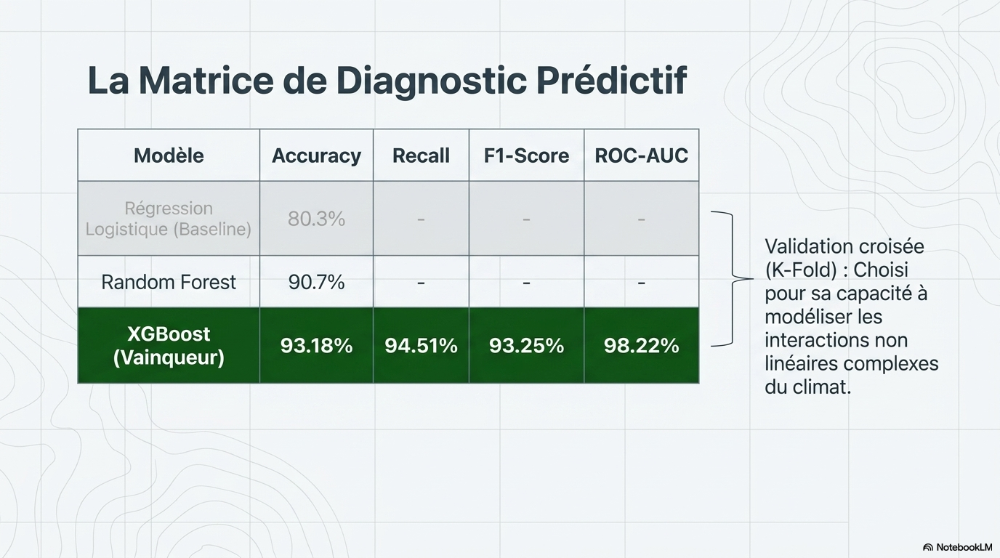 La Matrice de Diagnostic Prédictif
Modèle Accuracy Recall F1-Score ROC-AUC
Régression
Logistique (Baseline) 80.3% - - -
Random Forest 90.7% - - -
XGBoost
(Vainqueur) 93.18% 94.51% 93.25% 98.22%
Validation croisée
(K-Fold) : Choisi
pour sa capacité à
modéliser les
interactions non
linéaires complexes
du climat.
NotebookLM